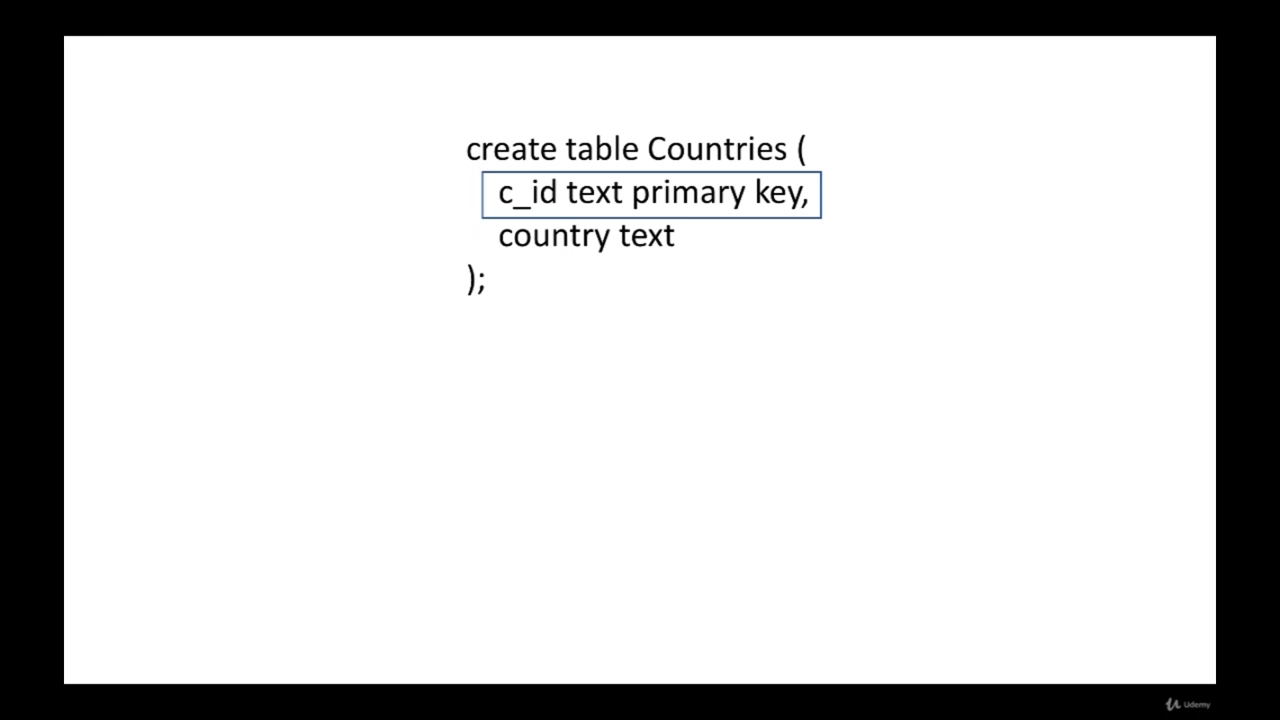 create table Countries (
c_id text primary key,
country text
);
Udemy